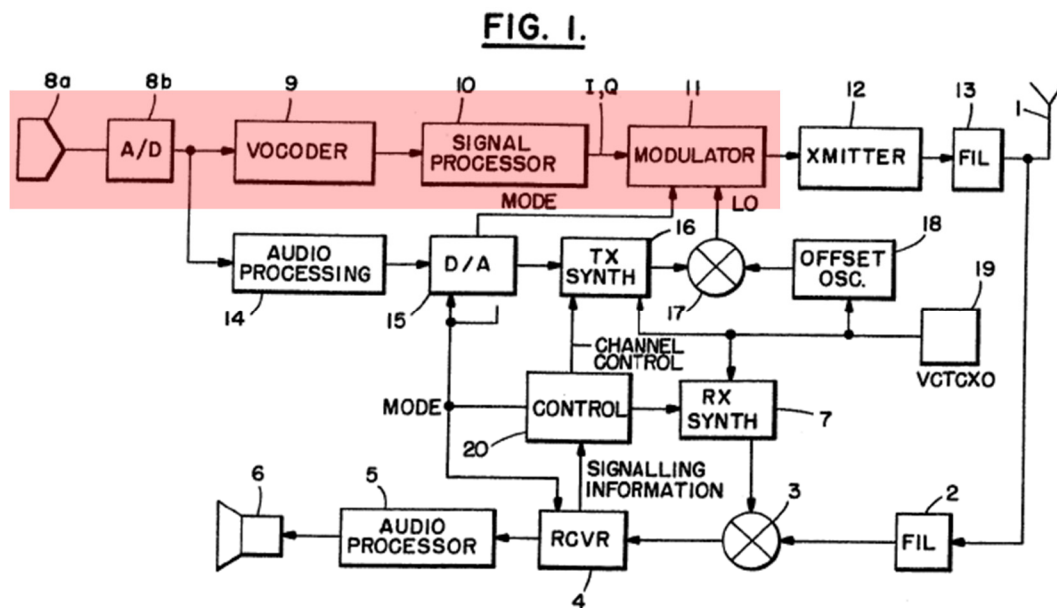 FIG. 1.
8a
8b
9
10
I,Q
11
12
13
1
A/D
VOCODER
SIGNAL
PROCESSOR
MODULATOR
XMITTER
FIL
MODE
LO
16
18
19
AUDIO
PROCESSING
D/A
TX
SYNTH
OFFSET
OSC.
14
15
17
CHANNEL
CONTROL
VCTCXO
MODE
CONTROL
RX
SYNTH
7
20
SIGNALLING
INFORMATION
6
5
3
2
AUDIO
PROCESSOR
RCVR
FIL
4